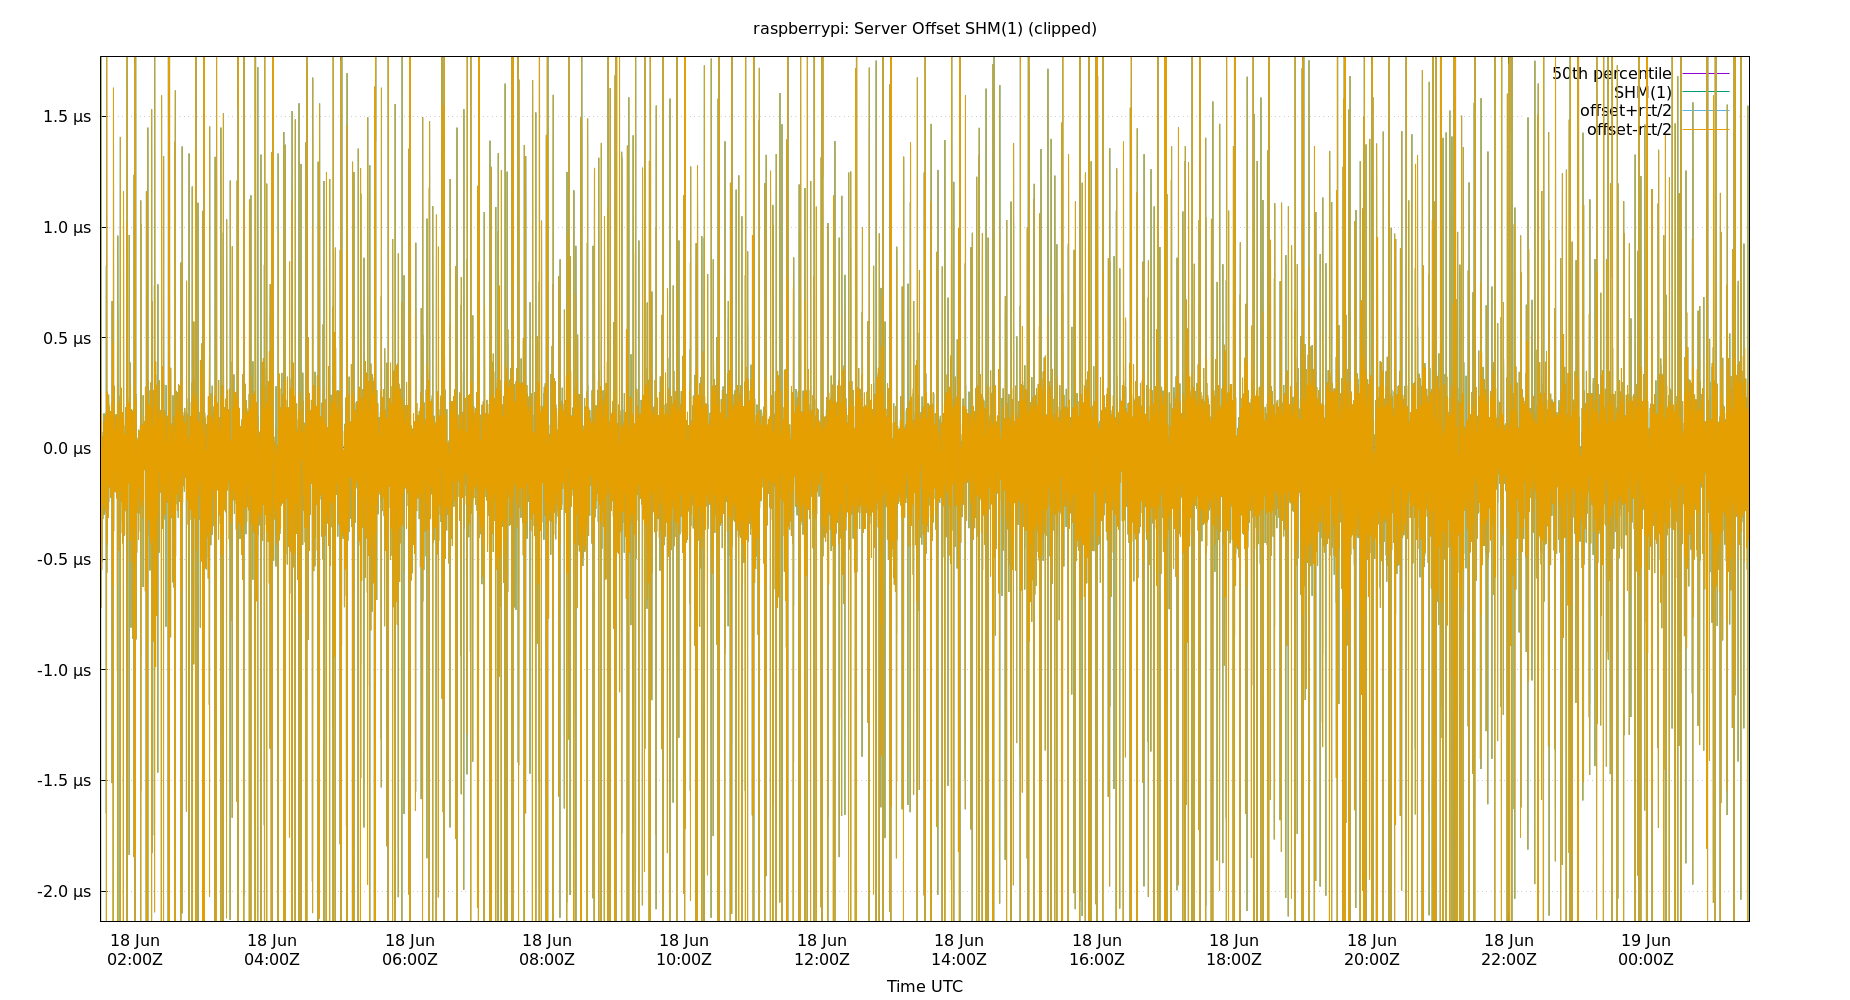 raspberrypi: Server Offset SHM(1) (clipped)
50th percentile
SHM(1)
offset+rtt/2
offset-rtt/2
1.5 µs
1.0 µs
0.5 µs
0.0 µs
-0.5 µs
-1.0 µs
-1.5 µs
-2.0 µs
18 Jun 18 Jun 18 Jun 18 Jun 18 Jun 18 Jun 18 Jun 18 Jun 18 Jun 18 Jun 18 Jun 19 Jun
02:00Z 04:00Z 06:00Z 08:00Z 10:00Z 12:00Z 14:00Z 16:00Z 18:00Z 20:00Z 22:00Z 00:00Z
Time UTC